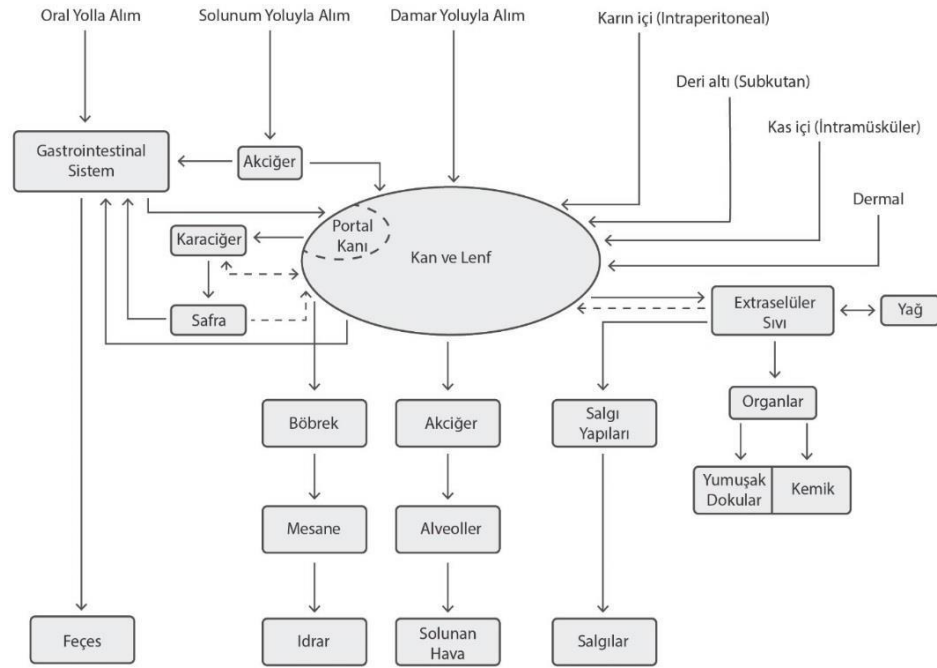 Oral Yolla Alım
Solunum Yoluyla Alım
Damar Yoluyla Alım
Karın içi (Intraperitoneal)
Deri altı (Subkutan)
Kas içi (İntramüsküler)
Dermal
Gastrointestinal
Sistem
Akciğer
Portal
Kanı
Kan ve Lenf
Karaciğer
Safra
Extraselüler
Sıvı
Yağ
Böbrek
Akciğer
Salgı
Yapıları
Organlar
Yumuşak
Dokular
Kemik
Mesane
Alveoller
Feçes
Idrar
Solunan
Hava
Salgılar